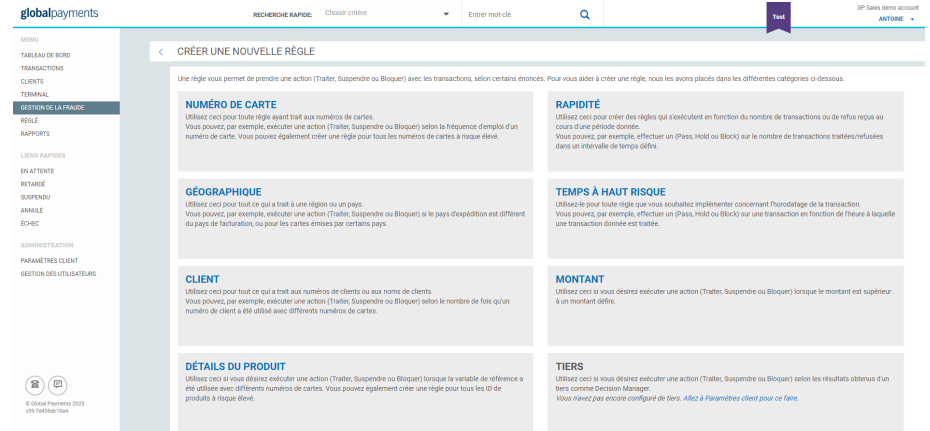 globalpayments
RECHERCHE RAPIDE: Choisir critère Entrer mot-clé
Test
GP Sales demo account
ANTOINE
MENU
TABLEAU DE BORD
TRANSACTIONS
CLIENTS
TERMINAL
GESTION DE LA FRAUDE
RÉGLÉ
RAPPORTS
LIENS RAPIDES
EN ATTENTE
RETARDÉ
SUSPENDU
ANNULÉ
ÉCHEC
ADMINISTRATION
PARAMÈTRES CLIENT
GESTION DES UTILISATEURS
© Global Payments 2023
CRÉER UNE NOUVELLE RÈGLE
Une règle vous permet de prendre une action (Traiter, Suspendre ou Bloquer) avec les transactions, selon certains énoncés. Pour vous aider à créer une règle, nous les avons placés dans les différentes catégories ci-dessous.
NUMÉRO DE CARTE
Utilisez ceci pour toute règle ayant trait aux numéros de cartes.
Vous pouvez, par exemple, exécuter une action (Traiter, Suspendre ou Bloquer) selon la fréquence d'emploi d'un
numéro de carte. Vous pouvez également créer une règle pour tous les numéros de cartes à risque élevé.
RAPIDITÉ
Utilisez ceci pour créer des règles qui s'exécutent en fonction du nombre de transactions ou de refus reçus au
cours d'une période donnée.
Vous pouvez, par exemple, effectuer un (Pass, Hold ou Block) sur le nombre de transactions traitées/refusées
dans un intervalle de temps défini.
GÉOGRAPHIQUE
Utilisez ceci pour tout ce qui a trait à une région ou un pays.
Vous pouvez, par exemple, exécuter une action (Traiter, Suspendre ou Bloquer) si le pays d'expédition est différent
du pays de facturation, ou pour les cartes émises par certains pays.
TEMPS À HAUT RISQUE
Utilisez-le pour toute règle que vous souhaitez implémenter concernant l'horodatage de la transaction.
Vous pouvez, par exemple, effectuer un (Pass, Hold ou Block) sur une transaction en fonction de l'heure à laquelle
une transaction donnée est traitée.
CLIENT
Utilisez ceci pour tout ce qui a trait aux numéros de clients ou aux noms de clients.
Vous pouvez, par exemple, exécuter une action (Traiter, Suspendre ou Bloquer) selon le nombre de fois qu'un
numéro de client a été utilisé avec différents numéros de cartes.
MONTANT
Utilisez ceci si vous désirez exécuter une action (Traiter, Suspendre ou Bloquer) lorsque le montant est supérieur
à un montant défini.
DÉTAILS DU PRODUIT
Utilisez ceci si vous désirez exécuter une action (Traiter, Suspendre ou Bloquer) lorsque la variable de référence a
été utilisée avec différents numéros de cartes. Vous pouvez également créer une règle pour tous les ID de
produits à risque élevé.
TIERS
Utilisez ceci si vous désirez exécuter une action (Traiter, Suspendre ou Bloquer) selon les résultats obtenus d'un
tiers comme Decision Manager.
Vous n'avez pas encore configuré de tiers. Allez à Paramètres client pour ce faire.